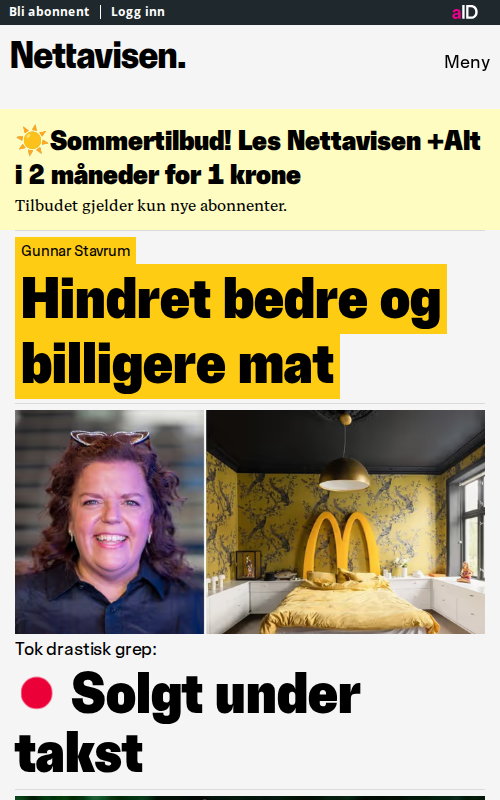 Bli abonnent
Logg inn
aID
Nettavisen.
Meny
Sommertilbud! Les Nettavisen +Alt
i 2 måneder for 1 krone
Tilbudet gjelder kun nye abonnenter.
Gunnar Stavrum
Hindret bedre og
billigere mat
Tok drastisk grep:
Solgt under
takst